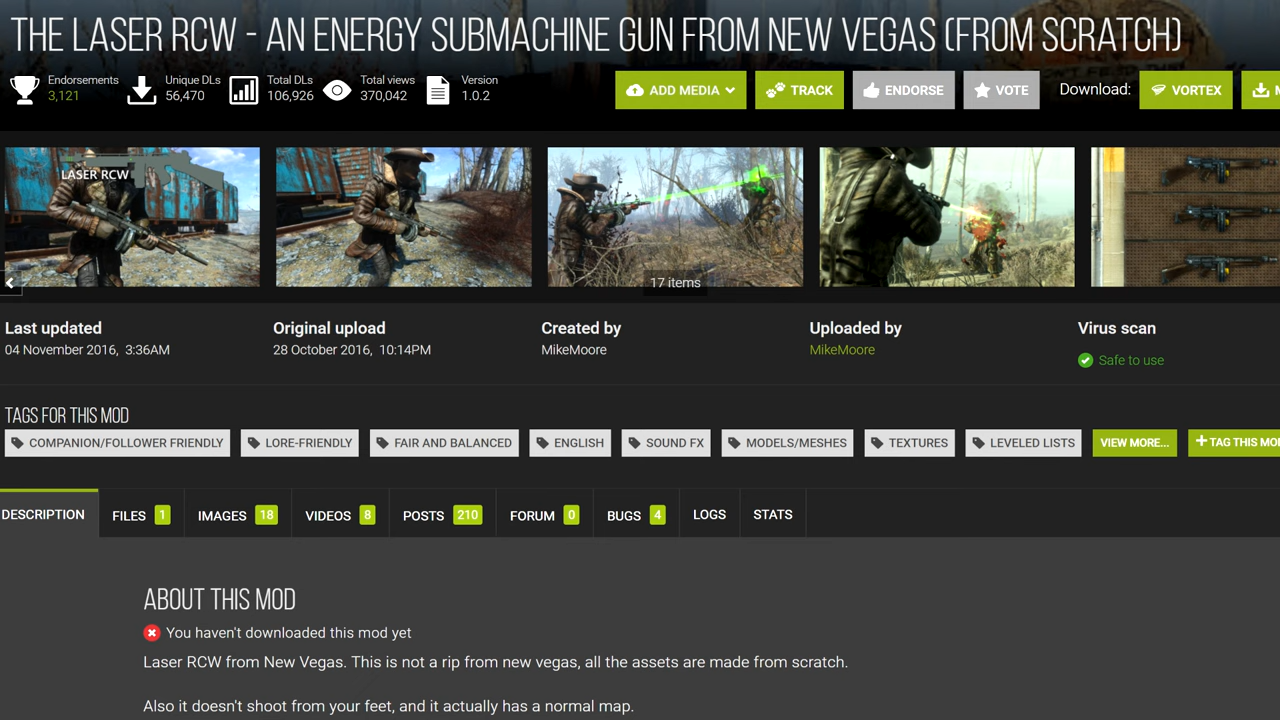 THE LASER RCW - AN ENERGY SUBMACHINE GUN FROM NEW VEGAS (FROM SCRATCH)
Endorsements
3,121
Unique DLs
56,470
Total DLs
106,926
Total views
370,042
Version
1.0.2
ADD MEDIA
TRACK
ENDORSE
VOTE
Download:
VORTEX
M
LASER RCW
17 items
Last updated
04 November 2016, 3:36AM
Original upload
28 October 2016, 10:14PM
Created by
MikeMoore
Uploaded by
MikeMoore
Virus scan
Safe to use
TAGS FOR THIS MOD
COMPANION/FOLLOWER FRIENDLY
LORE-FRIENDLY
FAIR AND BALANCED
ENGLISH
SOUND FX
MODELS/MESHES
TEXTURES
LEVELED LISTS
VIEW MORE...
+TAG THIS MO
DESCRIPTION
FILES 1
IMAGES 18
VIDEOS 8
POSTS 210
FORUM 0
BUGS 4
LOGS
STATS
ABOUT THIS MOD
You haven't downloaded this mod yet
Laser RCW from New Vegas. This is not a rip from new vegas, all the assets are made from scratch.
Also it doesn't shoot from your feet, and it actually has a normal map.